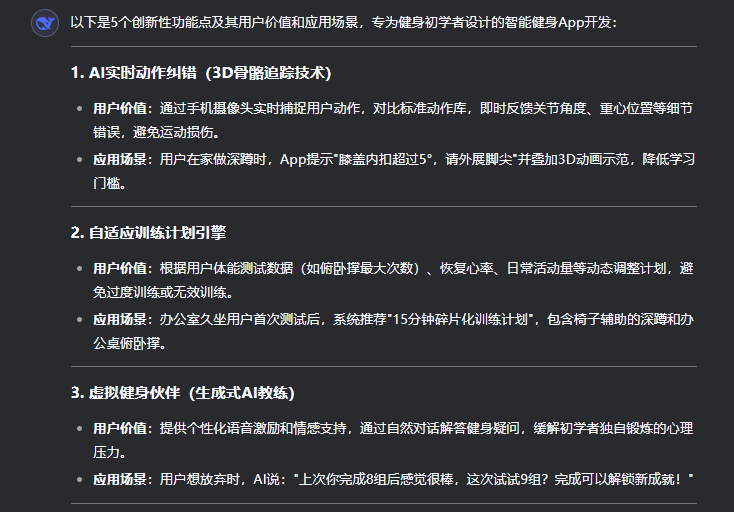 以下是5个创新性功能点及其用户价值和应用场景，专为健身初学者设计的智能健身App开发：
1. AI实时动作纠错（3D骨骼追踪技术）
用户价值：通过手机摄像头实时捕捉用户动作，对比标准动作库，即时反馈关节角度、重心位置等细节
错误，避免运动损伤。
应用场景：用户在家做深蹲时，App提示"膝盖内扣超过5°，请外展脚尖"并叠加3D动画示范，降低学习
门槛。
2. 自适应训练计划引擎
用户价值：根据用户体能测试数据（如俯卧撑最大次数）、恢复心率、日常活动量等动态调整计划，避
免过度训练或无效训练。
应用场景：办公室久坐用户首次测试后，系统推荐"15分钟碎片化训练计划"，包含椅子辅助的深蹲和办
公桌俯卧撑。
3. 虚拟健身伙伴（生成式AI教练）
用户价值：提供个性化语音激励和情感支持，通过自然对话解答健身疑问，缓解初学者独自锻炼的心理
压力。
应用场景：用户想放弃时，AI说："上次你完成8组后感觉很棒，这次试试9组？完成可以解锁新成就！"